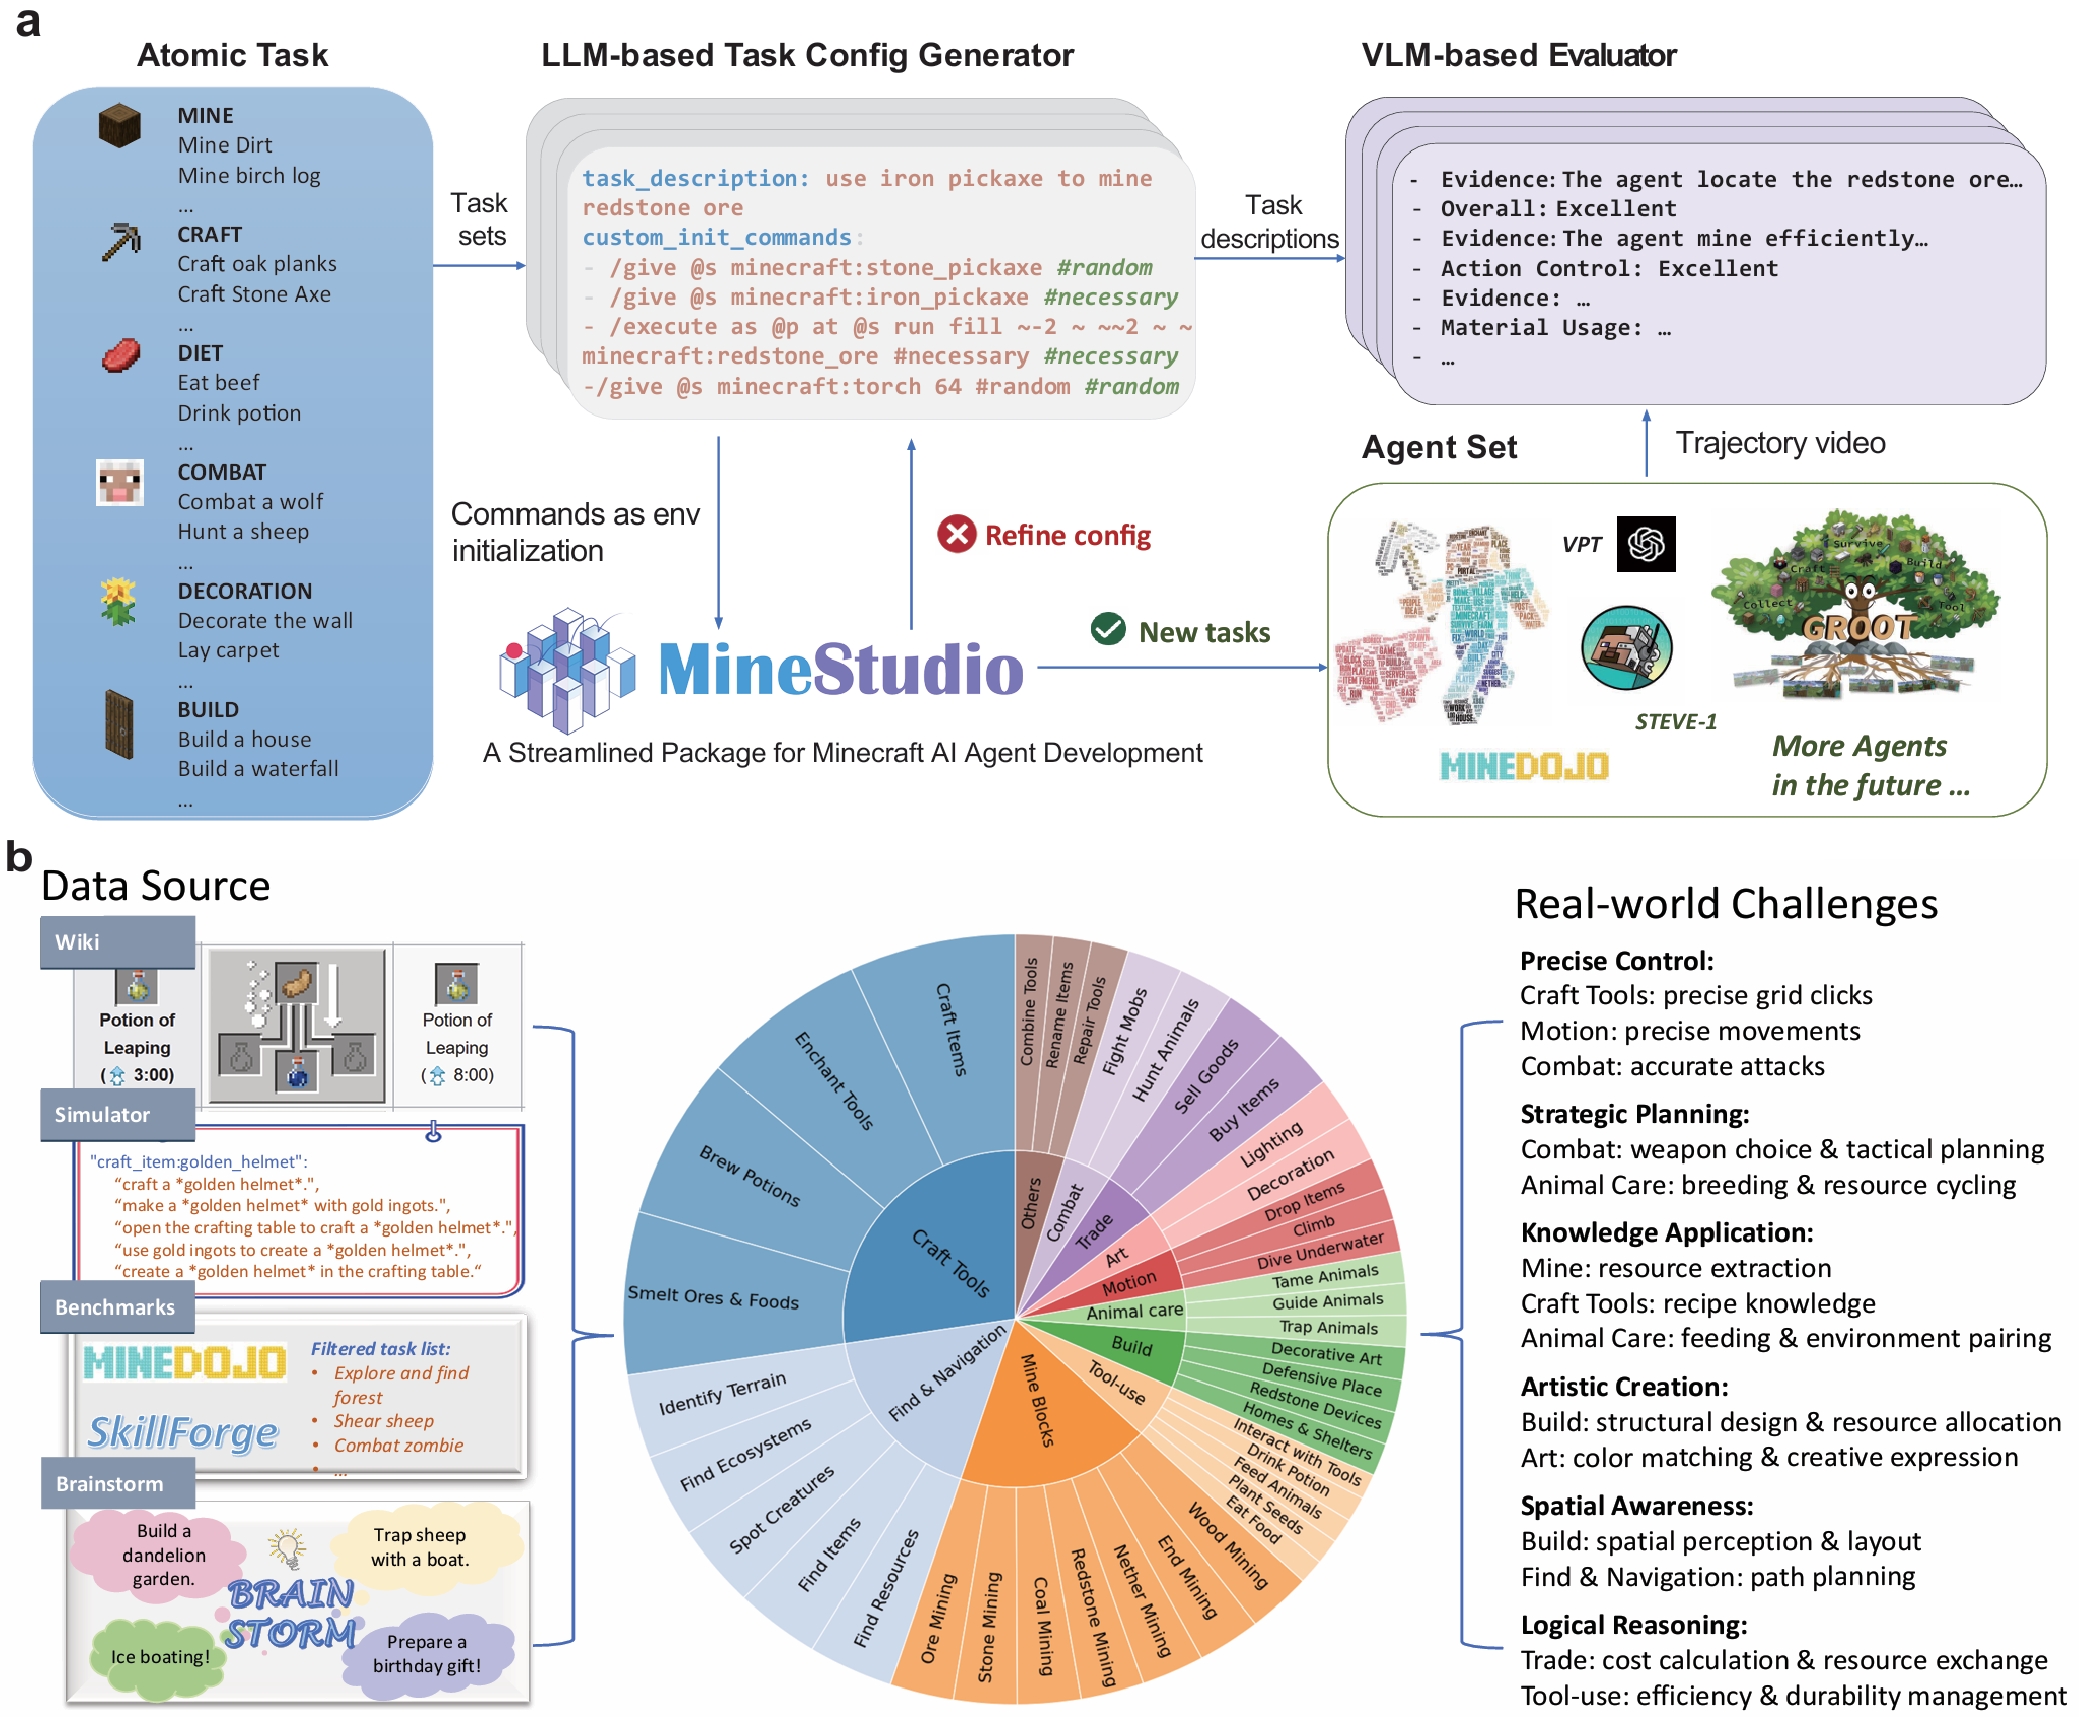 a
Atomic Task
MINE
Mine Dirt
Mine birch log
...
CRAFT
Craft oak planks
Craft Stone Axe
...
DIET
Eat beef
Drink potion
...
COMBAT
Combat a wolf
Hunt a sheep
...
DECORATION
Decorate the wall
Lay carpet
...
BUILD
Build a house
Build a waterfall
...
Task
sets
LLM-based Task Config Generator
task_description: use iron pickaxe to mine
redstone ore
custom_init_commands:
- /give @s minecraft:stone_pickaxe #random
- /give @s minecraft:iron_pickaxe #necessary
- /execute as @p at @s run fill ~-2 ~ ~~2 ~ ~
minecraft:redstone_ore #necessary #necessary
-/give @s minecraft:torch 64 #random #random
Task
descriptions
VLM-based Evaluator
- Evidence: The agent locate the redstone ore…
- Overall: Excellent
- Evidence: The agent mine efficiently…
- Action Control: Excellent
- Evidence: …
- Material Usage: …
- …
Commands as env
initialization
Refine config
New tasks
MineStudio
A Streamlined Package for Minecraft AI Agent Development
Agent Set
Trajectory video
VPT
STEVE-1
MINEDOJO
Survive
Craft
Build
Collect
Tool
GROOT
More Agents
in the future …
b
Data Source
Wiki
Potion of
Leaping
( 3:00)
Potion of
Leaping
( 8:00)
Simulator
"craft_item:golden_helmet":
“craft a *golden helmet*.",
“make a *golden helmet* with gold ingots.",
“open the crafting table to craft a *golden helmet*.",
“use gold ingots to create a *golden helmet*.",
“create a *golden helmet* in the crafting table.“
Benchmarks
MINEDOJO
SkillForge
Filtered task list:
• Explore and find
forest
• Shear sheep
• Combat zombie
• ...
Brainstorm
Build a
dandelion
garden.
Trap sheep
with a boat.
BRAIN
STORM
Ice boating!
Prepare a
birthday gift!
Craft Items
Enchant Tools
Brew Potions
Smelt Ores & Foods
Craft Tools
Identify Terrain
Find Ecosystems
Spot Creatures
Find Items
Find Resources
Find & Navigation
Ore Mining
Stone Mining
Coal Mining
Redstone Mining
Nether Mining
End Mining
Wood Mining
Mine Blocks
Eat Food
Plant Seeds
Feed Animals
Drink Potion
Interact with Tools
Tool-use
Homes & Shelters
Redstone Devices
Defensive Place
Decorative Art
Build
Trap Animals
Guide Animals
Tame Animals
Animal care
Dive Underwater
Climb
Drop Items
Motion
Decoration
Lighting
Art
Buy Items
Sell Goods
Trade
Hunt Animals
Fight Mobs
Combat
Repair Tools
Rename Items
Combine Tools
Others
Real-world Challenges
Precise Control:
Craft Tools: precise grid clicks
Motion: precise movements
Combat: accurate attacks
Strategic Planning:
Combat: weapon choice & tactical planning
Animal Care: breeding & resource cycling
Knowledge Application:
Mine: resource extraction
Craft Tools: recipe knowledge
Animal Care: feeding & environment pairing
Artistic Creation:
Build: structural design & resource allocation
Art: color matching & creative expression
Spatial Awareness:
Build: spatial perception & layout
Find & Navigation: path planning
Logical Reasoning:
Trade: cost calculation & resource exchange
Tool-use: efficiency & durability management